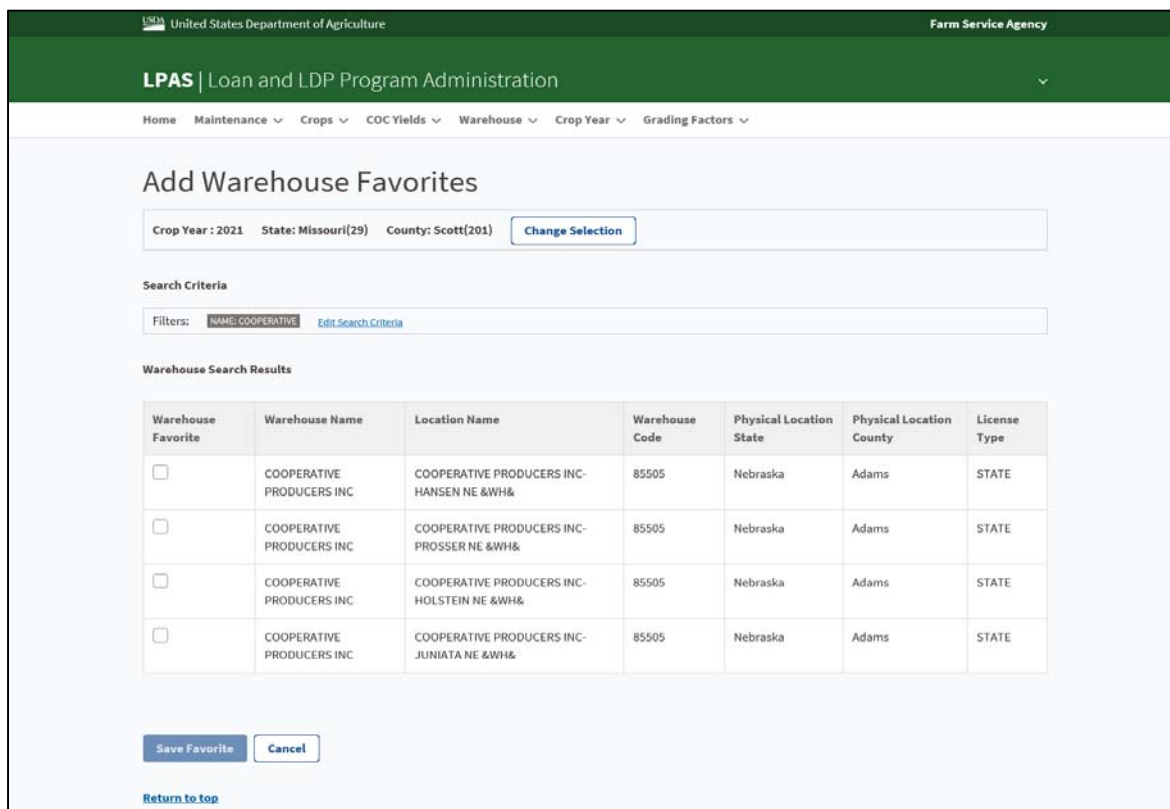 USDA United States Department of Agriculture Farm Service Agency
LPAS | Loan and LDP Program Administration
Home Maintenance Crops COC Yields Warehouse Crop Year Grading Factors
Add Warehouse Favorites
Crop Year : 2021 State: Missouri(29) County: Scott(201) Change Selection
Search Criteria
Filters: NAME: COOPERATIVE Edit Search Criteria
Warehouse Search Results
Warehouse Favorite Warehouse Name Location Name Warehouse Code Physical Location State Physical Location County License Type
COOPERATIVE PRODUCERS INC COOPERATIVE PRODUCERS INC-HANSEN NE &WH& 85505 Nebraska Adams STATE
COOPERATIVE PRODUCERS INC COOPERATIVE PRODUCERS INC-PROSSER NE &WH& 85505 Nebraska Adams STATE
COOPERATIVE PRODUCERS INC COOPERATIVE PRODUCERS INC-HOLSTEIN NE &WH& 85505 Nebraska Adams STATE
COOPERATIVE PRODUCERS INC COOPERATIVE PRODUCERS INC-JUNIATA NE &WH& 85505 Nebraska Adams STATE
Save Favorite Cancel
Return to top